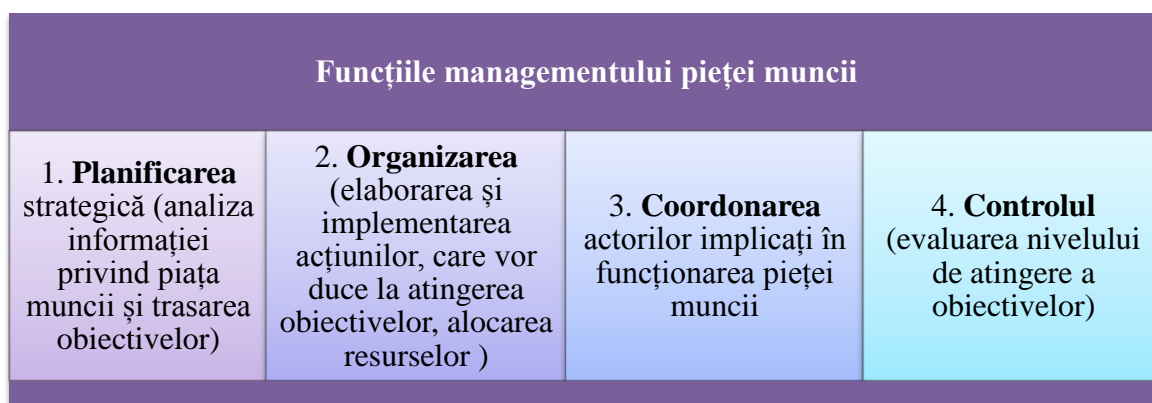 Funcțiile managementului pieței muncii
1. Planificarea
strategică (analiza
informației
privind piața
muncii și trasarea
obiectivelor)
2. Organizarea
(elaborarea și
implementarea
acțiunilor, care vor
duce la atingerea
obiectivelor, alocarea
resurselor )
3. Coordonarea
actorilor implicați în
funcționarea pieței
muncii
4. Controlul
(evaluarea nivelului
de atingere a
obiectivelor)